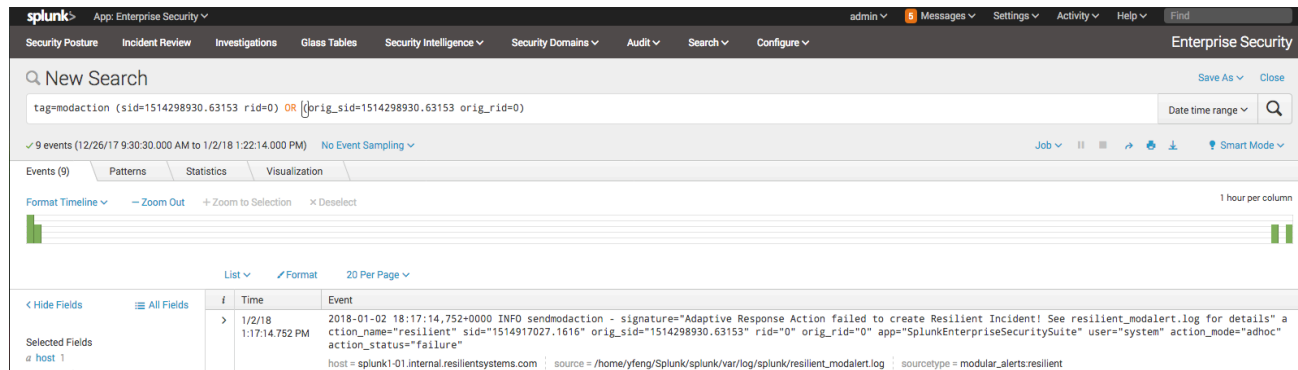 splunk> App: Enterprise Security admin 5 Messages Settings Activity Help Find
Security Posture Incident Review Investigations Glass Tables Security Intelligence Security Domains Audit Search Configure Enterprise Security
New Search Save As Close
tag=modaction (sid=1514298930.63153 rid=0) OR (orig_sid=1514298930.63153 orig_rid=0) Date time range
✓ 9 events (12/26/17 9:30:30.000 AM to 1/2/18 1:22:14.000 PM) No Event Sampling Job Smart Mode
Events (9) Patterns Statistics Visualization
Format Timeline — Zoom Out + Zoom to Selection × Deselect 1 hour per column
List Format 20 Per Page
< Hide Fields All Fields i Time Event
> 1/2/18 2018-01-02 18:17:14,752+0000 INFO sendmodaction - signature="Adaptive Response Action failed to create Resilient Incident! See resilient_modalert.log for details" a
1:17:14.752 PM ction_name="resilient" sid="1514917027.1616" orig_sid="1514298930.63153" rid="0" orig_rid="0" app="SplunkEnterpriseSecuritySuite" user="system" action_mode="adhoc"
Selected Fields action_status="failure"
a host 1 host = splunk1-01.internal.resilientsystems.com source = /home/yfeng/Splunk/splunk/var/log/splunk/resilient_modalert.log sourcetype = modular_alerts:resilient